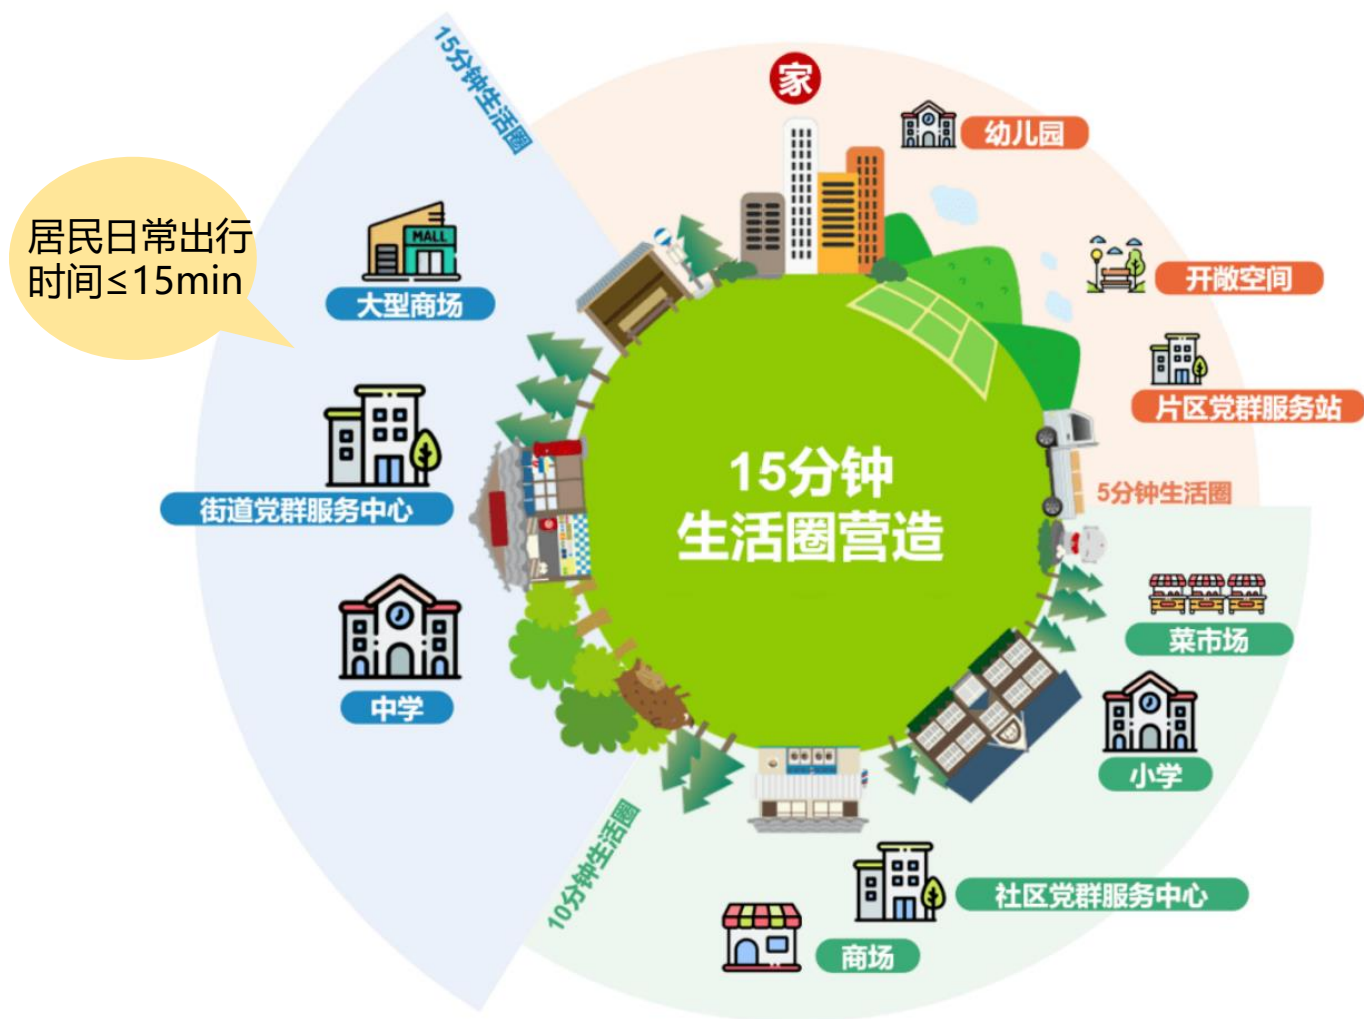 15分钟生活圈
家
幼儿园
居民日常出行
时间≤15min
MALL
大型商场
开敞空间
片区党群服务站
5分钟生活圈
15分钟
生活圈营造
街道党群服务中心
菜市场
中学
小学
10分钟生活圈
社区党群服务中心
商场